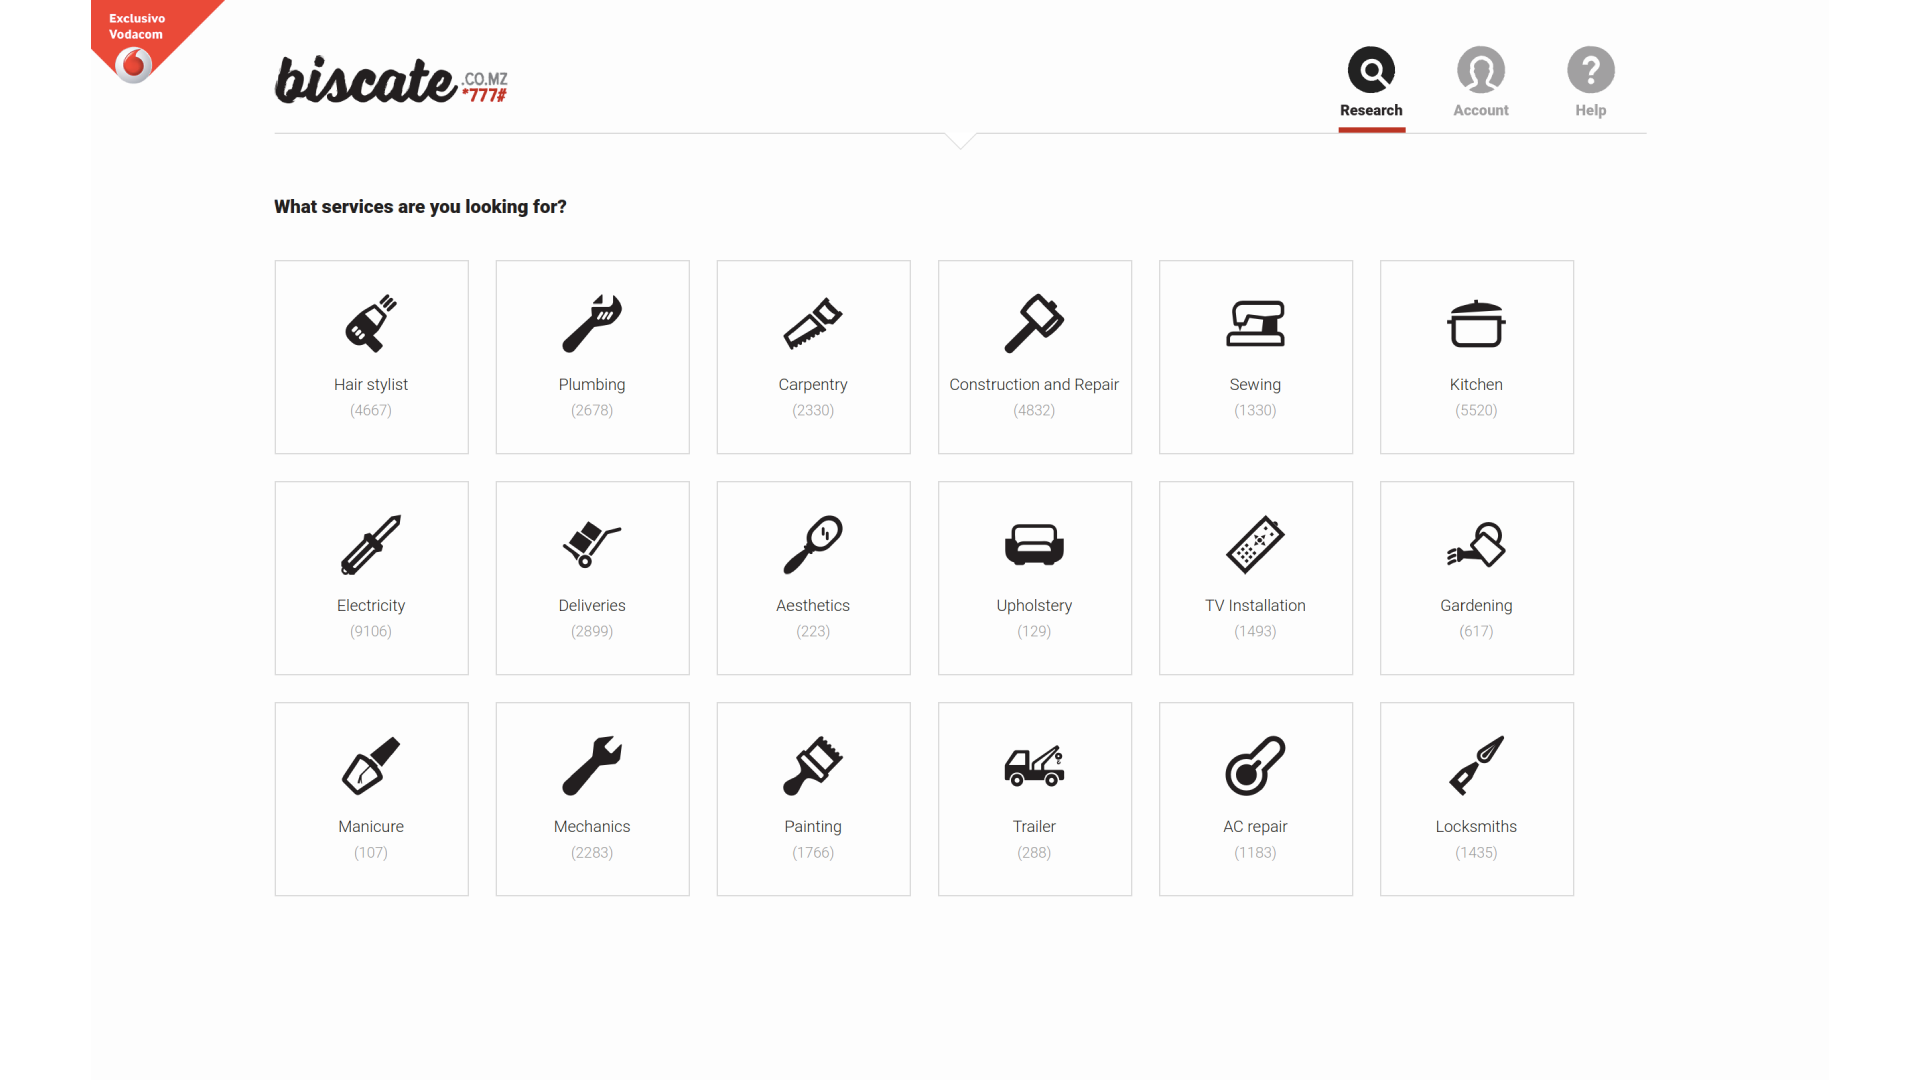 Exclusivo
Vodacom
biscate .CO.MZ
*777#
Research
Account
Help
What services are you looking for?
Hair stylist
(4667)
Plumbing
(2678)
Carpentry
(2330)
Construction and Repair
(4832)
Sewing
(1330)
Kitchen
(5520)
Electricity
(9106)
Deliveries
(2899)
Aesthetics
(223)
Upholstery
(129)
TV Installation
(1493)
Gardening
(617)
Manicure
(107)
Mechanics
(2283)
Painting
(1766)
Trailer
(288)
AC repair
(1183)
Locksmiths
(1435)